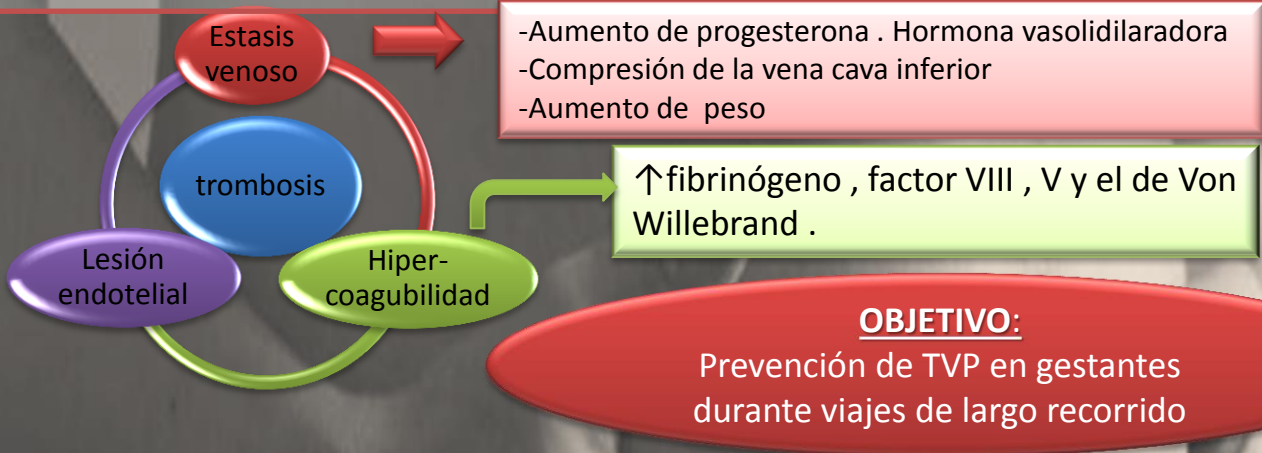 Estasis
venoso
-Aumento de progesterona . Hormona vasolidilaradora
-Compresión de la vena cava inferior
-Aumento de peso
trombosis
↑fibrinógeno , factor VIII , V y el de Von
Willebrand .
Lesión
endotelial
Hiper-
coagubilidad
OBJETIVO:
Prevención de TVP en gestantes
durante viajes de largo recorrido